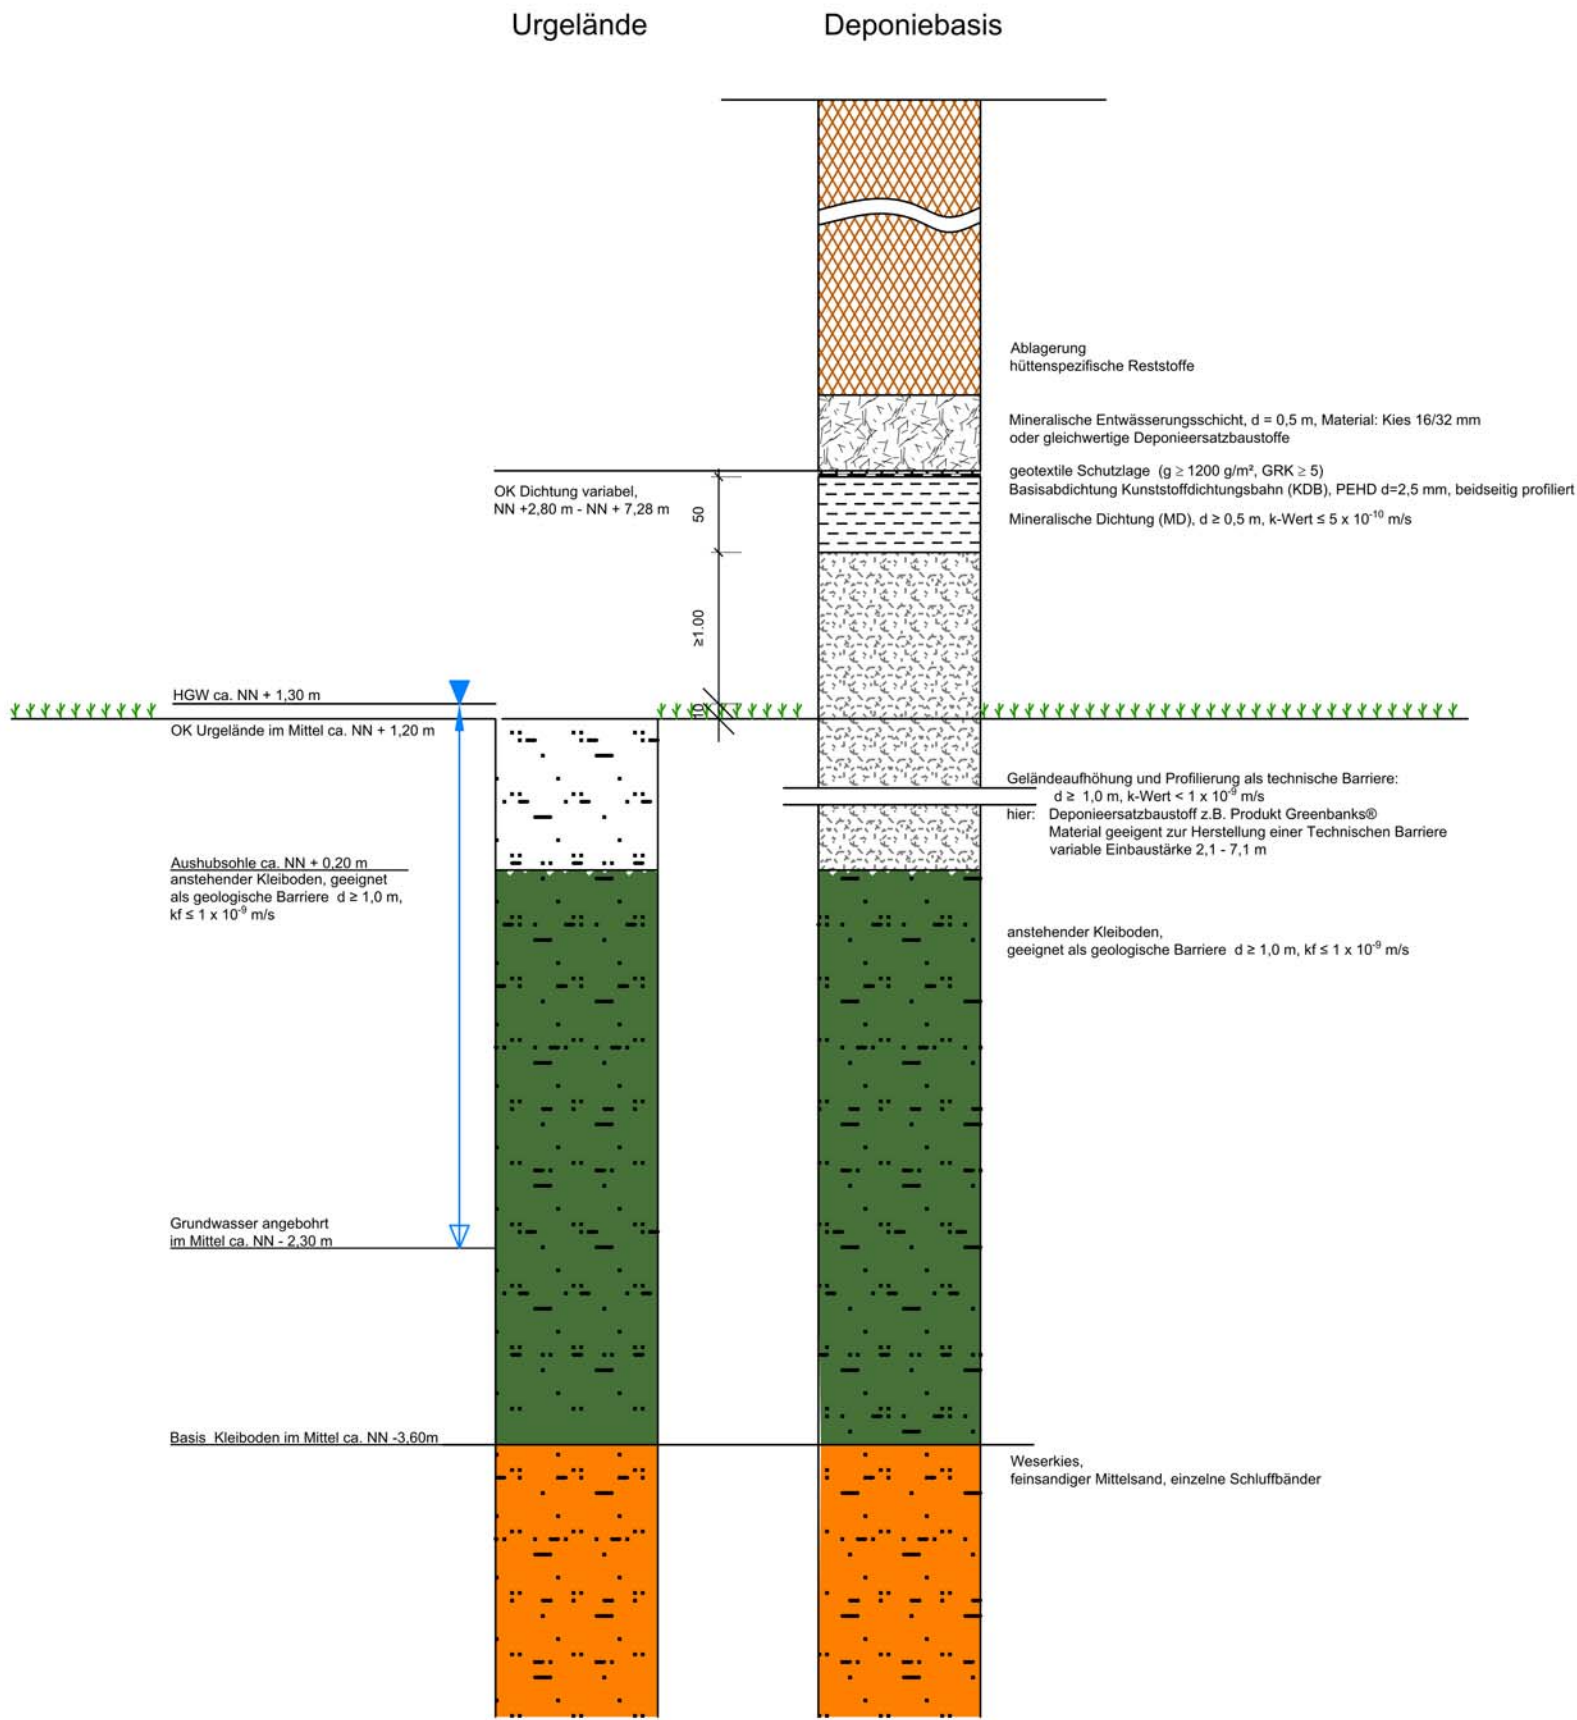 Urgelände
Deponiebasis
Ablagerung
hüttenspezifische Reststoffe
Mineralische Entwässerungsschicht, d = 0,5 m, Material: Kies 16/32 mm
oder gleichwertige Deponieersatzbaustoffe
geotextile Schutzlage (g ≥ 1200 g/m², GRK ≥ 5)
Basisabdichtung Kunststoffdichtungsbahn (KDB), PEHD d=2,5 mm, beidseitig profiliert
Mineralische Dichtung (MD), d ≥ 0,5 m, k-Wert ≤ 5 x 10⁻¹⁰ m/s
OK Dichtung variabel,
NN +2,80 m - NN + 7,28 m
50
≥1.00
10
HGW ca. NN + 1,30 m
OK Urgelände im Mittel ca. NN + 1,20 m
Geländeaufhöhung und Profilierung als technische Barriere:
d ≥ 1,0 m, k-Wert < 1 x 10⁻⁹ m/s
hier: Deponieersatzbaustoff z.B. Produkt Greenbanks®
Material geeignet zur Herstellung einer Technischen Barriere
variable Einbaustärke 2,1 - 7,1 m
Aushubsohle ca. NN + 0,20 m
anstehender Kleiboden, geeignet
als geologische Barriere d ≥ 1,0 m,
kf ≤ 1 x 10⁻⁹ m/s
anstehender Kleiboden,
geeignet als geologische Barriere d ≥ 1,0 m, kf ≤ 1 x 10⁻⁹ m/s
Grundwasser angebohrt
im Mittel ca. NN - 2,30 m
Basis Kleiboden im Mittel ca. NN -3,60m
Weserkies,
feinsandiger Mittelsand, einzelne Schluffbänder